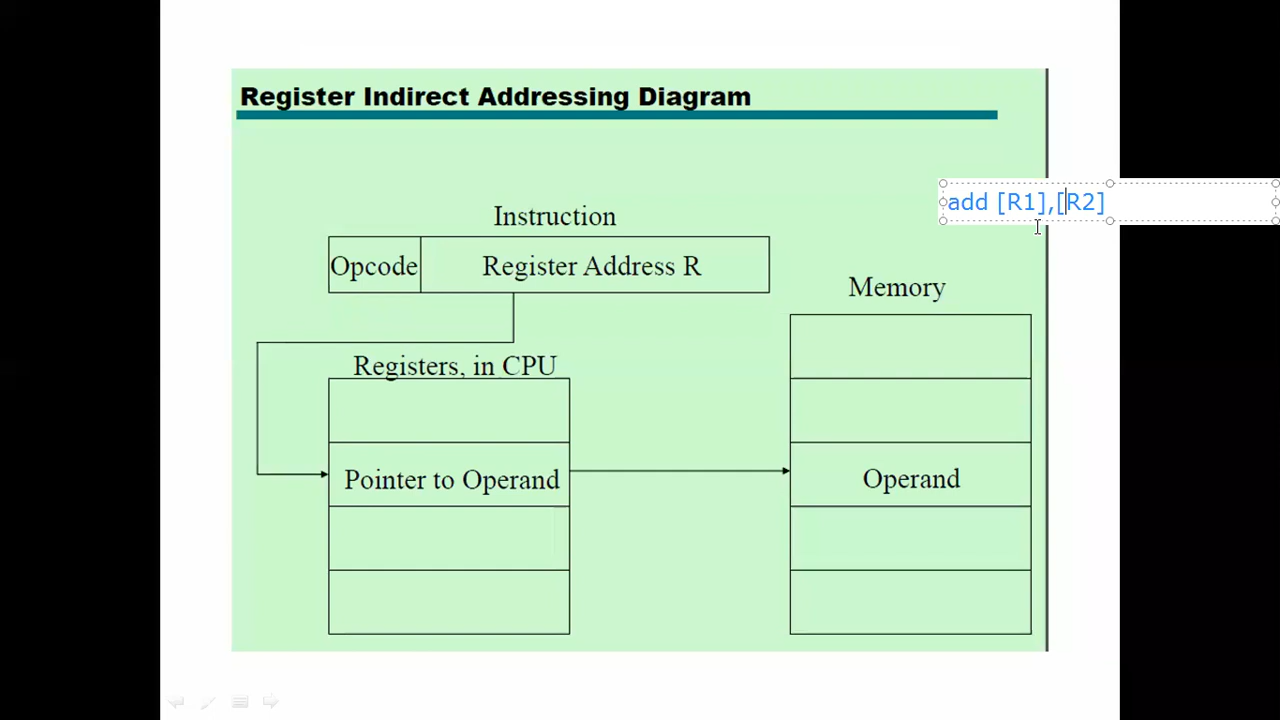 Register Indirect Addressing Diagram
add [R1],[R2]
Instruction
Opcode Register Address R
Memory
Registers, in CPU
Pointer to Operand
Operand